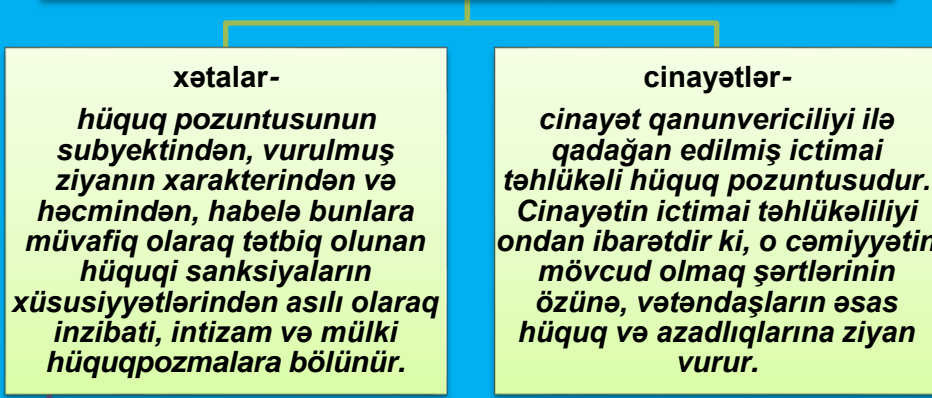 xətalar-
hüquq pozuntusunun
subyektindən, vurulmuş
ziyanın xarakterindən və
həcmindən, habelə bunlara
müvafiq olaraq tətbiq olunan
hüquqi sanksiyaların
xüsusiyyətlərindən asılı olaraq
inzibati, intizam və mülki
hüquqpozmalara bölünür.
cinayətlər-
cinayət qanunvericiliyi ilə
qadağan edilmiş ictimai
təhlükəli hüquq pozuntusudur.
Cinayətin ictimai təhlükəliliyi
ondan ibarətdir ki, o cəmiyyətin
mövcud olmaq şərtlərinin
özünə, vətəndaşların əsas
hüquq və azadlıqlarına ziyan
vurur.